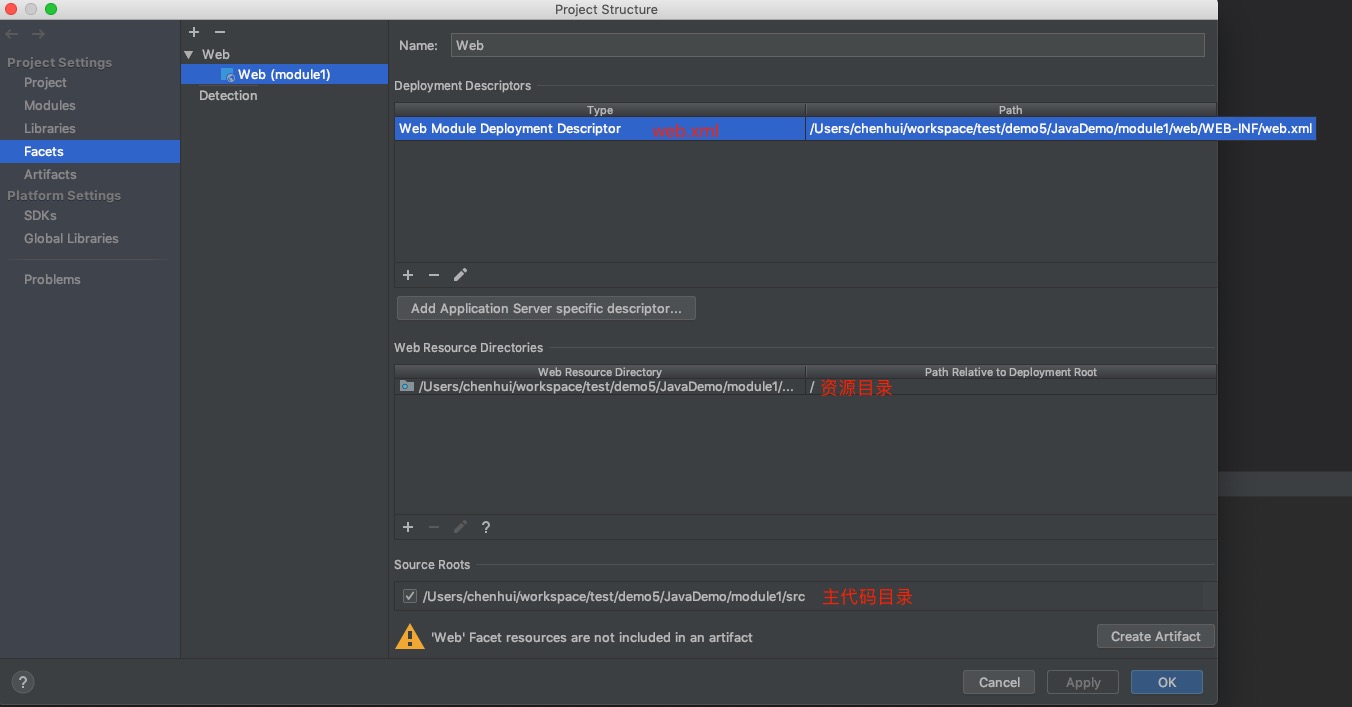 Project Structure
Project Settings
Project
Modules
Libraries
Facets
Artifacts
Platform Settings
SDKs
Global Libraries
Problems
Web
Web (module1)
Detection
Name: Web
Deployment Descriptors
Type Path
Web Module Deployment Descriptor web.xml /Users/chenhui/workspace/test/demo5/JavaDemo/module1/web/WEB-INF/web.xml
Add Application Server specific descriptor...
Web Resource Directories
Web Resource Directory Path Relative to Deployment Root
/Users/chenhui/workspace/test/demo5/JavaDemo/module1/... / 资源目录
?
Source Roots
/Users/chenhui/workspace/test/demo5/JavaDemo/module1/src 主代码目录
'Web' Facet resources are not included in an artifact Create Artifact
? Cancel Apply OK